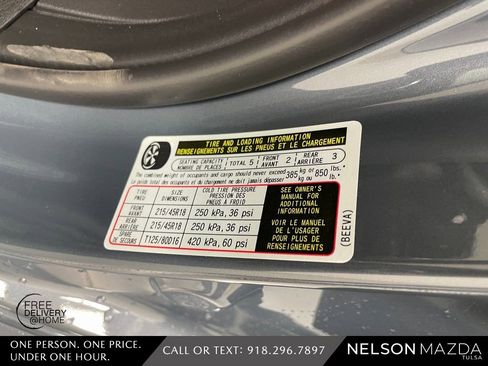 TIRE AND LOADING INFORMATION
RENSEIGNEMENTS SUR LES PNEUS ET LE CHARGEMENT
SEATING CAPACITY
NOMBRE DE PLACES
TOTAL 5
FRONT
AVANT
2
REAR
ARRIÈRE
3
The combined weight of occupants and cargo should never exceed
Le poids total des occupants et du chargement ne doit jamais dépasser
385 kg ou kg or 850 lbs. lb.
TIRE
PNEU
SIZE
DIMENSIONS
COLD TIRE PRESSURE
PRESSION DES
PNEUS À FROID
FRONT
AVANT
215/45R18
250 kPa, 36 psi
REAR
ARRIÈRE
215/45R18
250 kPa, 36 psi
SPARE
DE SECOURS
T125/80D16
420 kPa, 60 psi
SEE OWNER'S
MANUAL FOR
ADDITIONAL
INFORMATION
VOIR LE MANUEL
DE L'USAGER
POUR PLUS DE
RENSEIGNEMENTS
(BEEVA)
FREE
DELIVERY
@HOME
ONE PERSON. ONE PRICE.
UNDER ONE HOUR.
CALL OR TEXT: 918.296.7897
NELSON MAZDA
TULSA